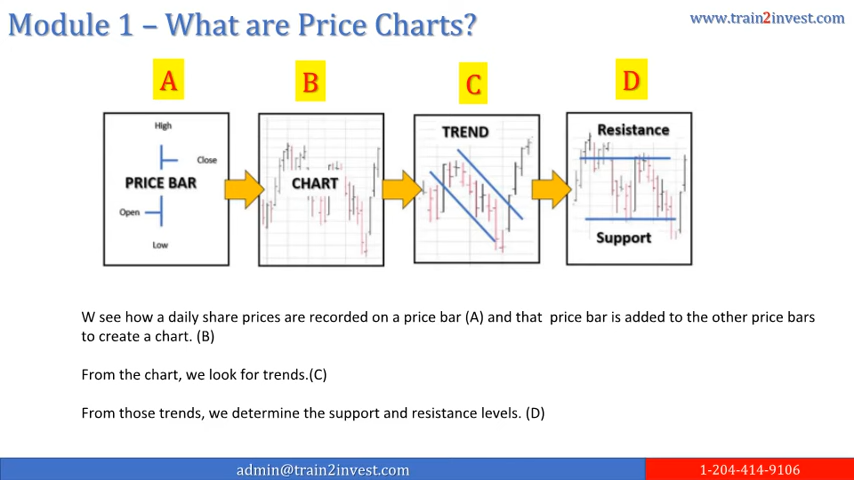 Module 1 – What are Price Charts?
www.train2invest.com
A
B
C
D
High
Close
PRICE BAR
Open
Low
CHART
TREND
Resistance
Support
W see how a daily share prices are recorded on a price bar (A) and that  price bar is added to the other price bars
to create a chart. (B)
From the chart, we look for trends.(C)
From those trends, we determine the support and resistance levels. (D)
admin@train2invest.com
1-204-414-9106